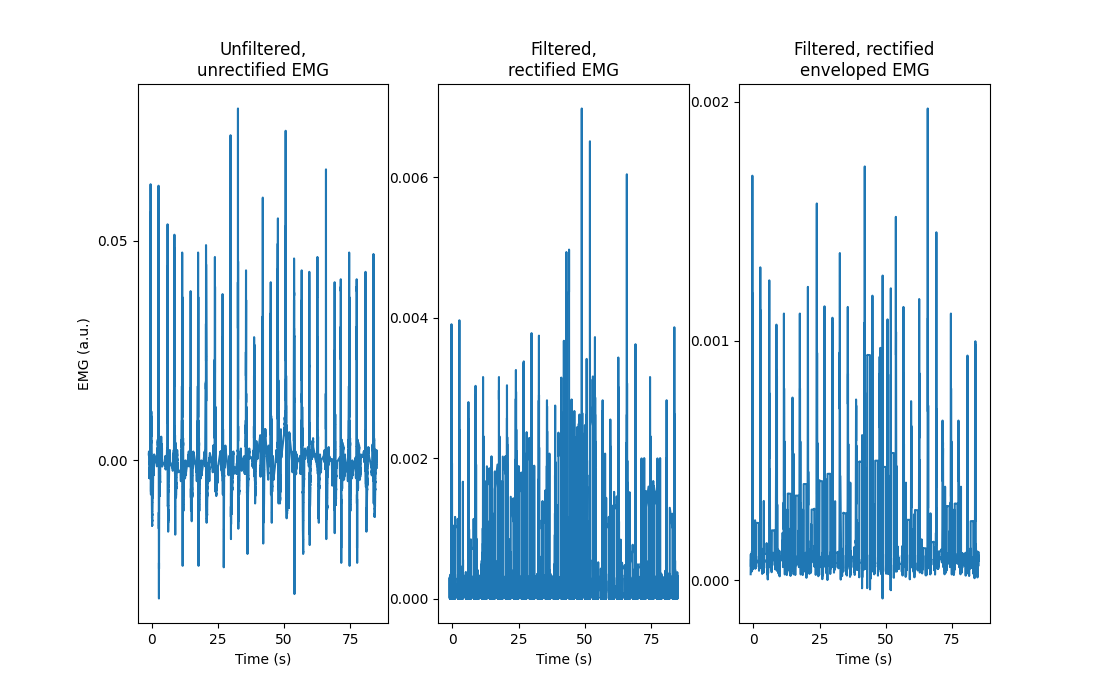 Unfiltered,
unrectified EMG
EMG (a.u.)
0.05
0.00
0
25
50
75
Time (s)
Filtered,
rectified EMG
0.006
0.004
0.002
0.000
0
25
50
75
Time (s)
Filtered, rectified
enveloped EMG
0.002
0.001
0.000
0
25
50
75
Time (s)